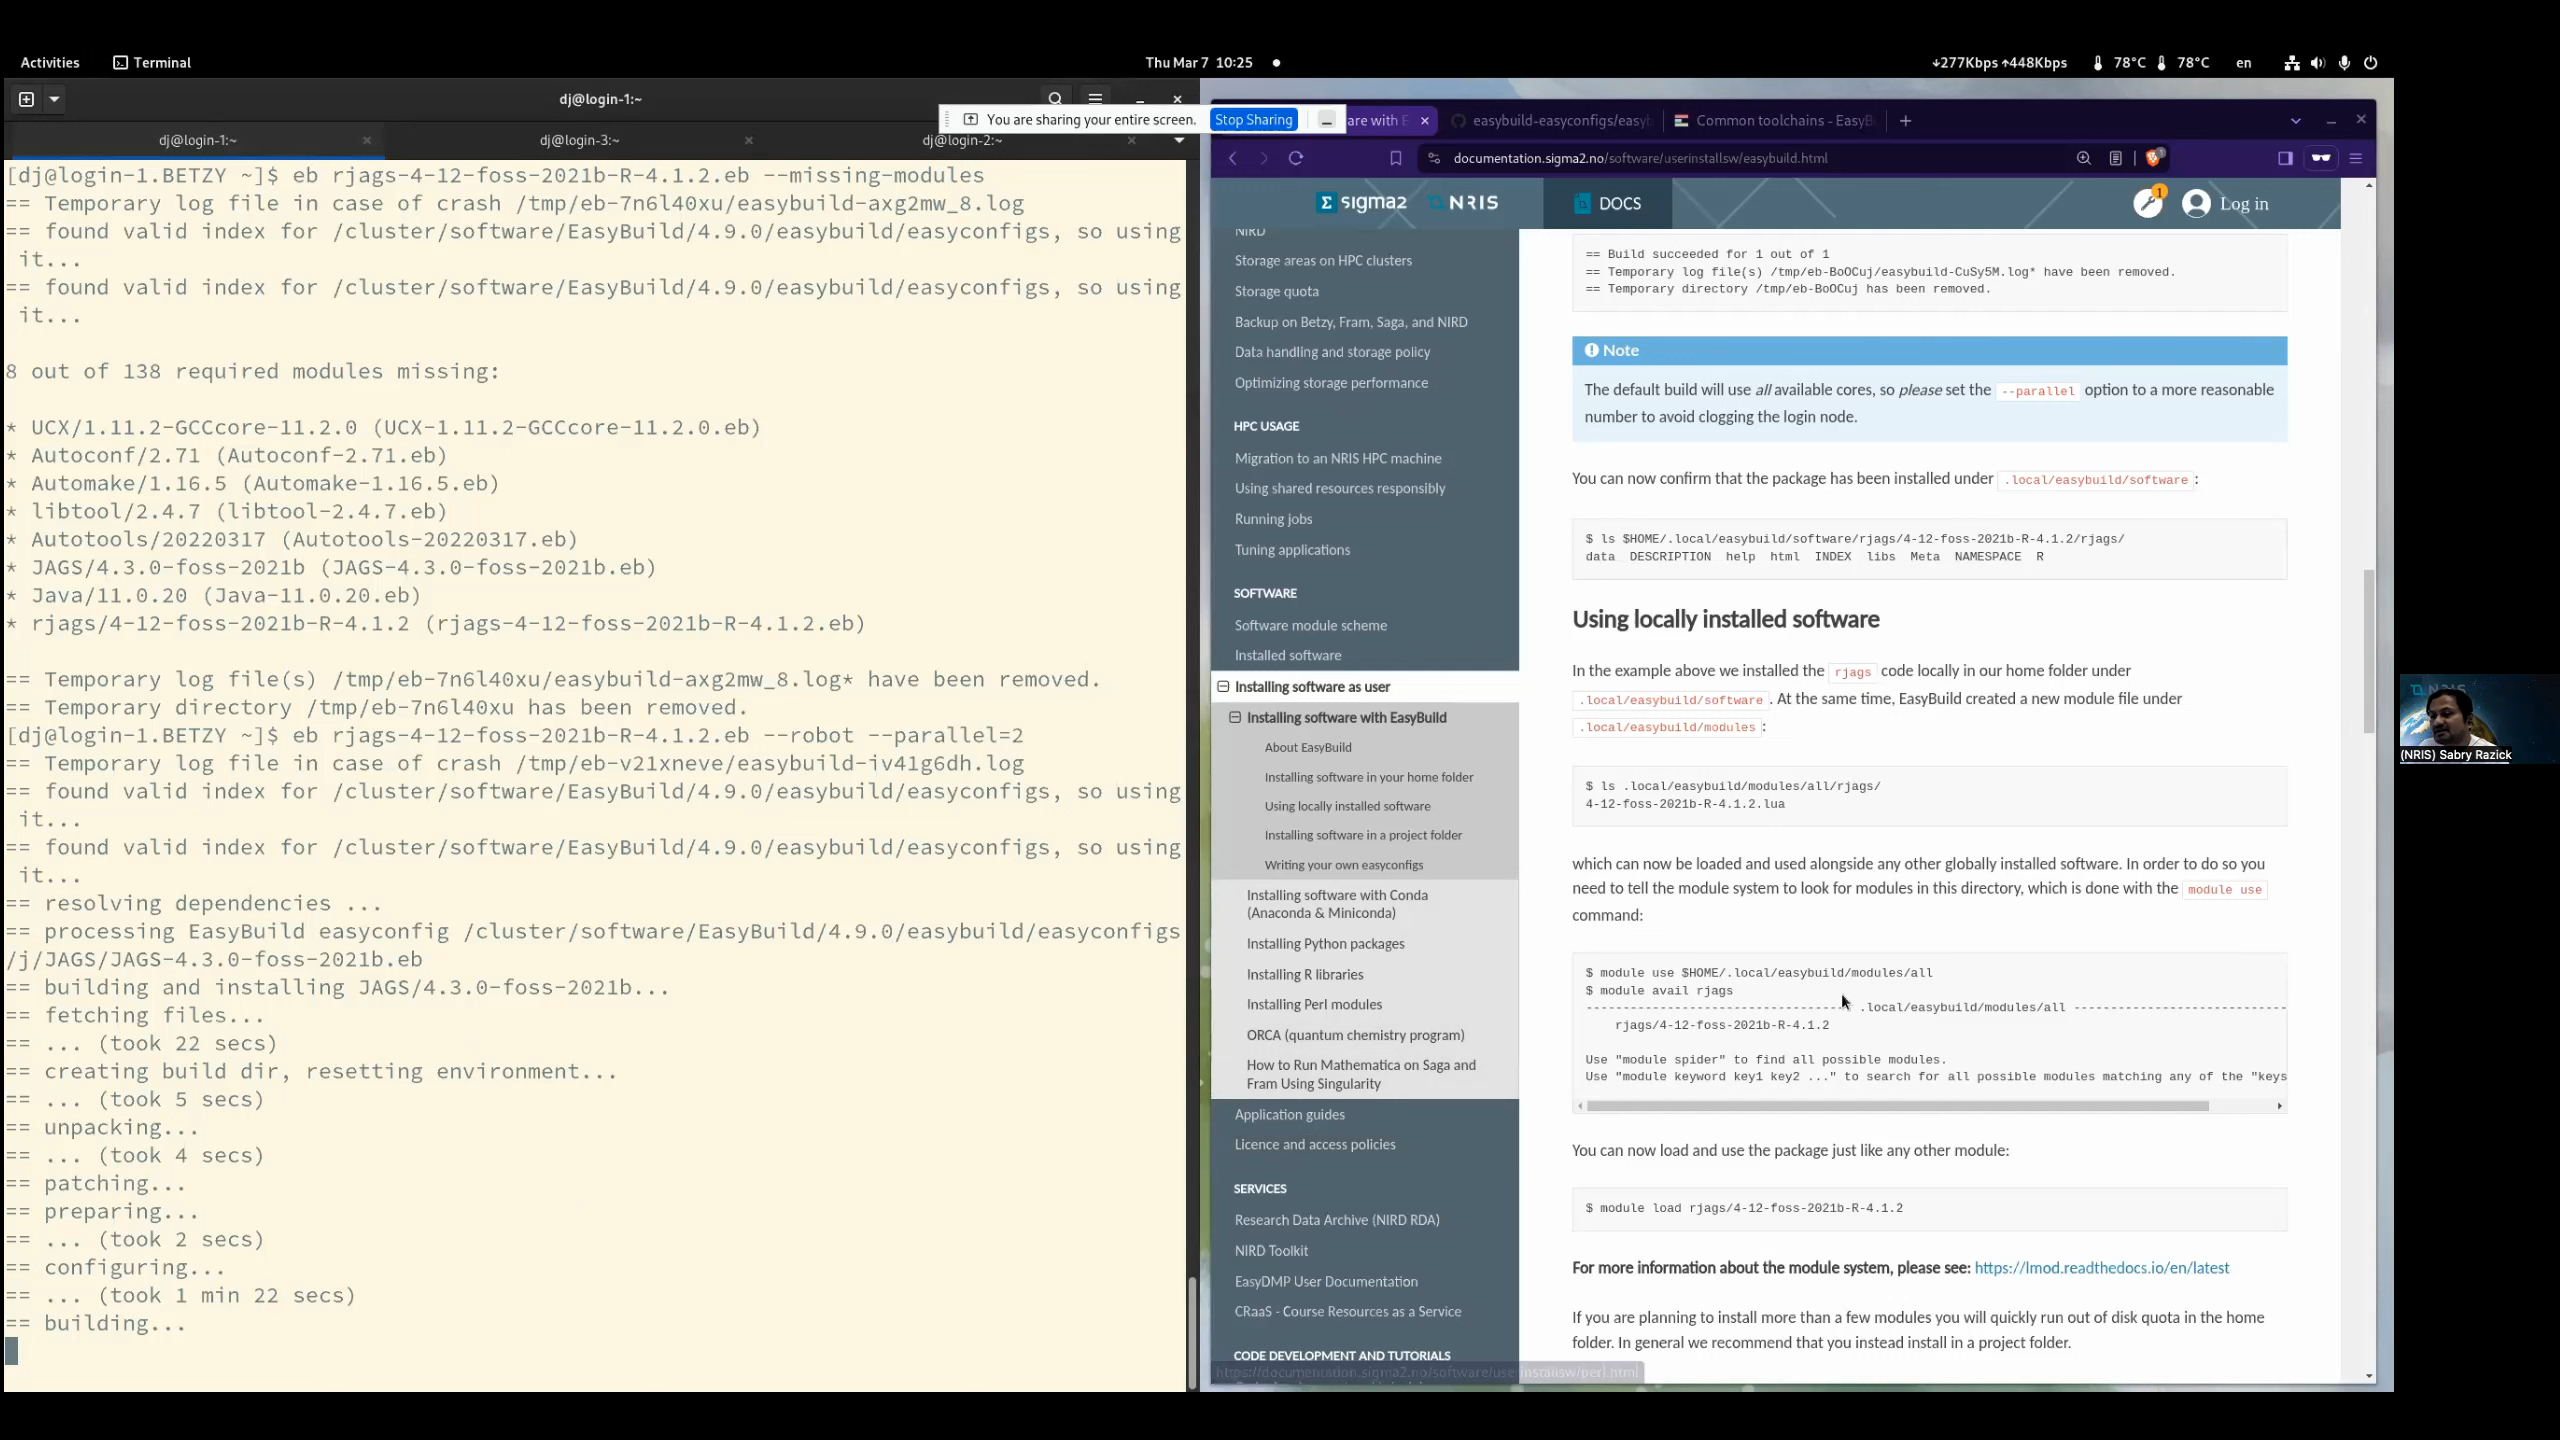 Activities
Terminal
Thu Mar 7 10:25
↓277Kbps ↑448Kbps
78°C
78°C
en
dj@login-1:~
dj@login-1:~
dj@login-3:~
dj@login-2:~
You are sharing your entire screen.
Stop Sharing
[dj@login-1.BETZY ~]$ eb rjags-4-12-foss-2021b-R-4.1.2.eb --missing-modules
== Temporary log file in case of crash /tmp/eb-7n6l40xu/easybuild-axg2mw_8.log
== found valid index for /cluster/software/EasyBuild/4.9.0/easybuild/easyconfigs, so using
it...
== found valid index for /cluster/software/EasyBuild/4.9.0/easybuild/easyconfigs, so using
it...
8 out of 138 required modules missing:
* UCX/1.11.2-GCCcore-11.2.0 (UCX-1.11.2-GCCcore-11.2.0.eb)
* Autoconf/2.71 (Autoconf-2.71.eb)
* Automake/1.16.5 (Automake-1.16.5.eb)
* libtool/2.4.7 (libtool-2.4.7.eb)
* Autotools/20220317 (Autotools-20220317.eb)
* JAGS/4.3.0-foss-2021b (JAGS-4.3.0-foss-2021b.eb)
* Java/11.0.20 (Java-11.0.20.eb)
* rjags/4-12-foss-2021b-R-4.1.2 (rjags-4-12-foss-2021b-R-4.1.2.eb)
== Temporary log file(s) /tmp/eb-7n6l40xu/easybuild-axg2mw_8.log* have been removed.
== Temporary directory /tmp/eb-7n6l40xu has been removed.
[dj@login-1.BETZY ~]$ eb rjags-4-12-foss-2021b-R-4.1.2.eb --robot --parallel=2
== Temporary log file in case of crash /tmp/eb-v21xneve/easybuild-iv41g6dh.log
== found valid index for /cluster/software/EasyBuild/4.9.0/easybuild/easyconfigs, so using
it...
== found valid index for /cluster/software/EasyBuild/4.9.0/easybuild/easyconfigs, so using
it...
== resolving dependencies ...
== processing EasyBuild easyconfig /cluster/software/EasyBuild/4.9.0/easybuild/easyconfigs
/j/JAGS/JAGS-4.3.0-foss-2021b.eb
== building and installing JAGS/4.3.0-foss-2021b...
== fetching files...
== ... (took 22 secs)
== creating build dir, resetting environment...
== ... (took 5 secs)
== unpacking...
== ... (took 4 secs)
== patching...
== preparing...
== ... (took 2 secs)
== configuring...
== ... (took 1 min 22 secs)
== building...
are with E
easybuild-easyconfigs/easyb
Common toolchains - EasyB
documentation.sigma2.no/software/userinstallsw/easybuild.html
1
Σ sigma2 NRIS
DOCS
1
Log in
NIRD
Storage areas on HPC clusters
Storage quota
Backup on Betzy, Fram, Saga, and NIRD
Data handling and storage policy
Optimizing storage performance
HPC USAGE
Migration to an NRIS HPC machine
Using shared resources responsibly
Running jobs
Tuning applications
SOFTWARE
Software module scheme
Installed software
Installing software as user
Installing software with EasyBuild
About EasyBuild
Installing software in your home folder
Using locally installed software
Installing software in a project folder
Writing your own easyconfigs
Installing software with Conda
(Anaconda & Miniconda)
Installing Python packages
Installing R libraries
Installing Perl modules
ORCA (quantum chemistry program)
How to Run Mathematica on Saga and
Fram Using Singularity
Application guides
Licence and access policies
SERVICES
Research Data Archive (NIRD RDA)
NIRD Toolkit
EasyDMP User Documentation
CRaaS - Course Resources as a Service
CODE DEVELOPMENT AND TUTORIALS
https://documentation.sigma2.no/software/userinstallsw/perl.html
== Build succeeded for 1 out of 1
== Temporary log file(s) /tmp/eb-BoOCuj/easybuild-CuSy5M.log* have been removed.
== Temporary directory /tmp/eb-BoOCuj has been removed.
Note
The default build will use all available cores, so please set the --parallel option to a more reasonable
number to avoid clogging the login node.
You can now confirm that the package has been installed under .local/easybuild/software :
$ ls $HOME/.local/easybuild/software/rjags/4-12-foss-2021b-R-4.1.2/rjags/
data DESCRIPTION help html INDEX libs Meta NAMESPACE R
Using locally installed software
In the example above we installed the rjags code locally in our home folder under
.local/easybuild/software . At the same time, EasyBuild created a new module file under
.local/easybuild/modules :
$ ls .local/easybuild/modules/all/rjags/
4-12-foss-2021b-R-4.1.2.lua
which can now be loaded and used alongside any other globally installed software. In order to do so you
need to tell the module system to look for modules in this directory, which is done with the module use
command:
$ module use $HOME/.local/easybuild/modules/all
$ module avail rjags
----------------------------------- .local/easybuild/modules/all -----------------------------
rjags/4-12-foss-2021b-R-4.1.2
Use "module spider" to find all possible modules.
Use "module keyword key1 key2 ..." to search for all possible modules matching any of the "keys
You can now load and use the package just like any other module:
$ module load rjags/4-12-foss-2021b-R-4.1.2
For more information about the module system, please see: https://lmod.readthedocs.io/en/latest
If you are planning to install more than a few modules you will quickly run out of disk quota in the home
folder. In general we recommend that you instead install in a project folder.
(NRIS) Sabry Razick